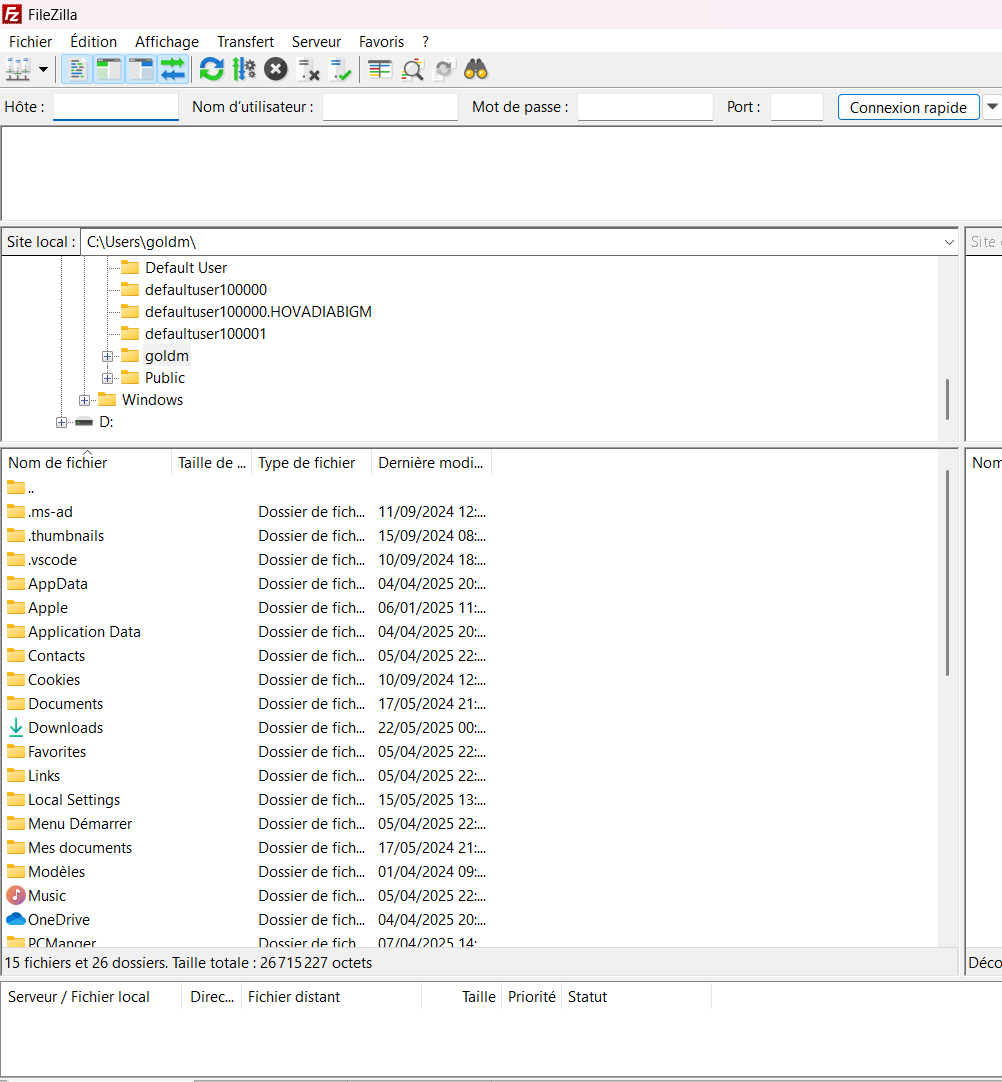 FileZilla
Fichier Édition Affichage Transfert Serveur Favoris ?
Hôte : Nom d'utilisateur : Mot de passe : Port : Connexion rapide
Site local : C:\Users\goldm\ Site
Default User
defaultuser100000
defaultuser100000.HOVADIABIGM
defaultuser100001
goldm
Public
Windows
D:
Nom de fichier Taille de ... Type de fichier Dernière modi... Nom
..
.ms-ad Dossier de fich... 11/09/2024 12:...
.thumbnails Dossier de fich... 15/09/2024 08:...
.vscode Dossier de fich... 10/09/2024 18:...
AppData Dossier de fich... 04/04/2025 20:...
Apple Dossier de fich... 06/01/2025 11:...
Application Data Dossier de fich... 04/04/2025 20:...
Contacts Dossier de fich... 05/04/2025 22:...
Cookies Dossier de fich... 10/09/2024 12:...
Documents Dossier de fich... 17/05/2024 21:...
Downloads Dossier de fich... 22/05/2025 00:...
Favorites Dossier de fich... 05/04/2025 22:...
Links Dossier de fich... 05/04/2025 22:...
Local Settings Dossier de fich... 15/05/2025 13:...
Menu Démarrer Dossier de fich... 05/04/2025 22:...
Mes documents Dossier de fich... 17/05/2024 21:...
Modèles Dossier de fich... 01/04/2024 09:...
Music Dossier de fich... 05/04/2025 22:...
OneDrive Dossier de fich... 04/04/2025 20:...
PCManger Dossier de fich... 07/04/2025 14:...
15 fichiers et 26 dossiers. Taille totale : 26 715 227 octets Déco
Serveur / Fichier local Direc... Fichier distant Taille Priorité Statut